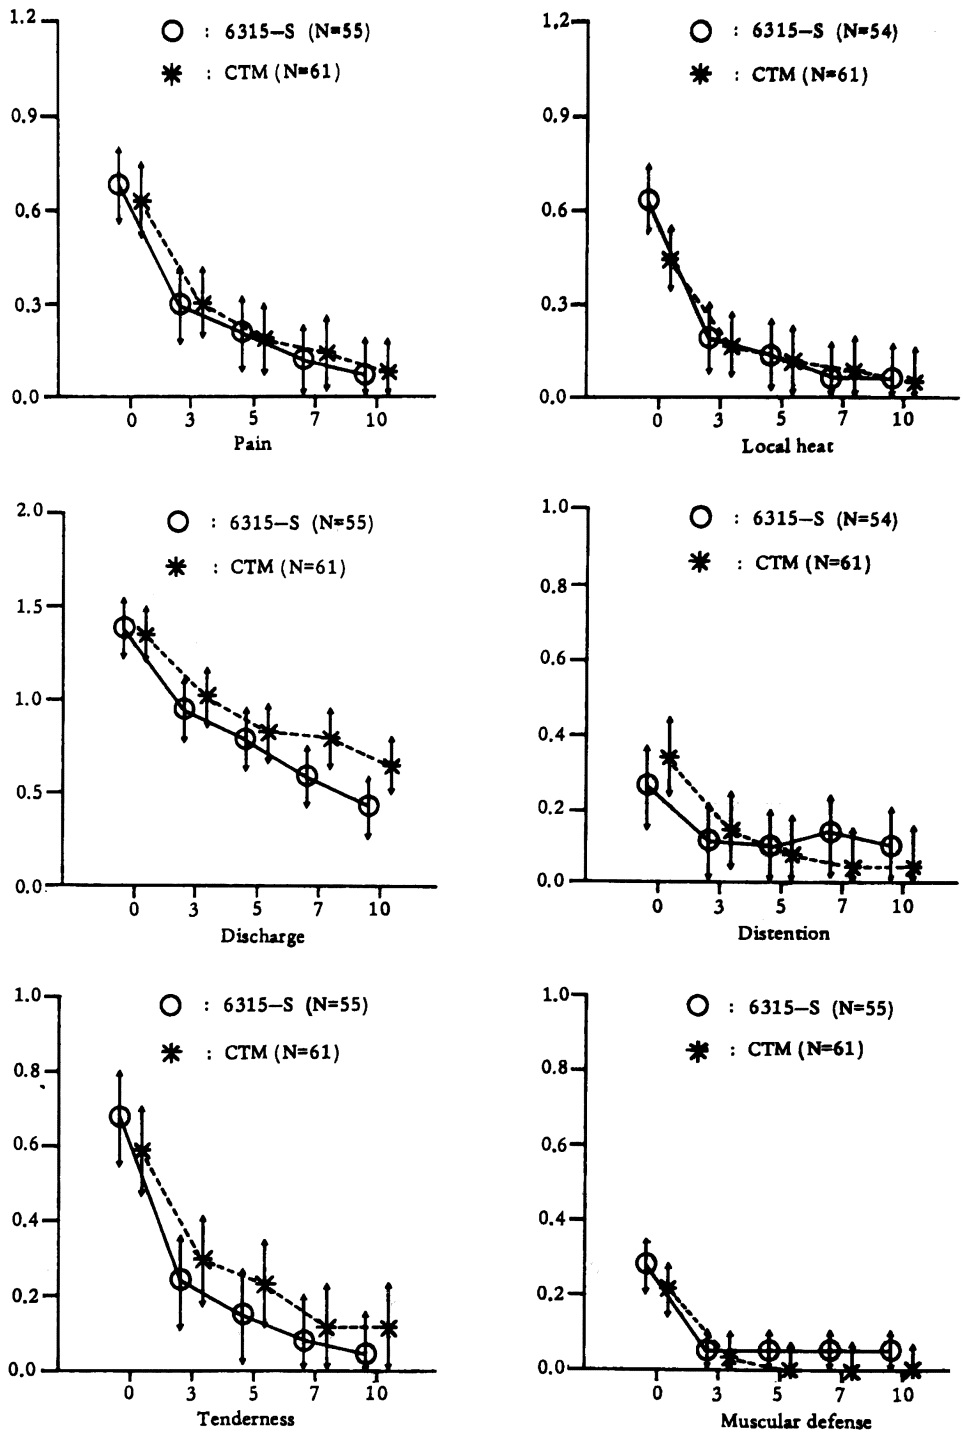 1.2
○ : 6315–S (N=55)
✳ : CTM (N=61)
0.9
0.6
0.3
0.0
0 3 5 7 10
Pain
1.2
○ : 6315–S (N=54)
✳ : CTM (N=61)
0.9
0.6
0.3
0.0
0 3 5 7 10
Local heat
2.0
○ : 6315–S (N=55)
✳ : CTM (N=61)
1.5
1.0
0.5
0.0
0 3 5 7 10
Discharge
1.0
○ : 6315–S (N=54)
✳ : CTM (N=61)
0.8
0.6
0.4
0.2
0.0
0 3 5 7 10
Distention
1.0
○ : 6315–S (N=55)
✳ : CTM (N=61)
0.8
0.6
0.4
0.2
0.0
0 3 5 7 10
Tenderness
1.0
○ : 6315–S (N=55)
✳ : CTM (N=61)
0.8
0.6
0.4
0.2
0.0
0 3 5 7 10
Muscular defense